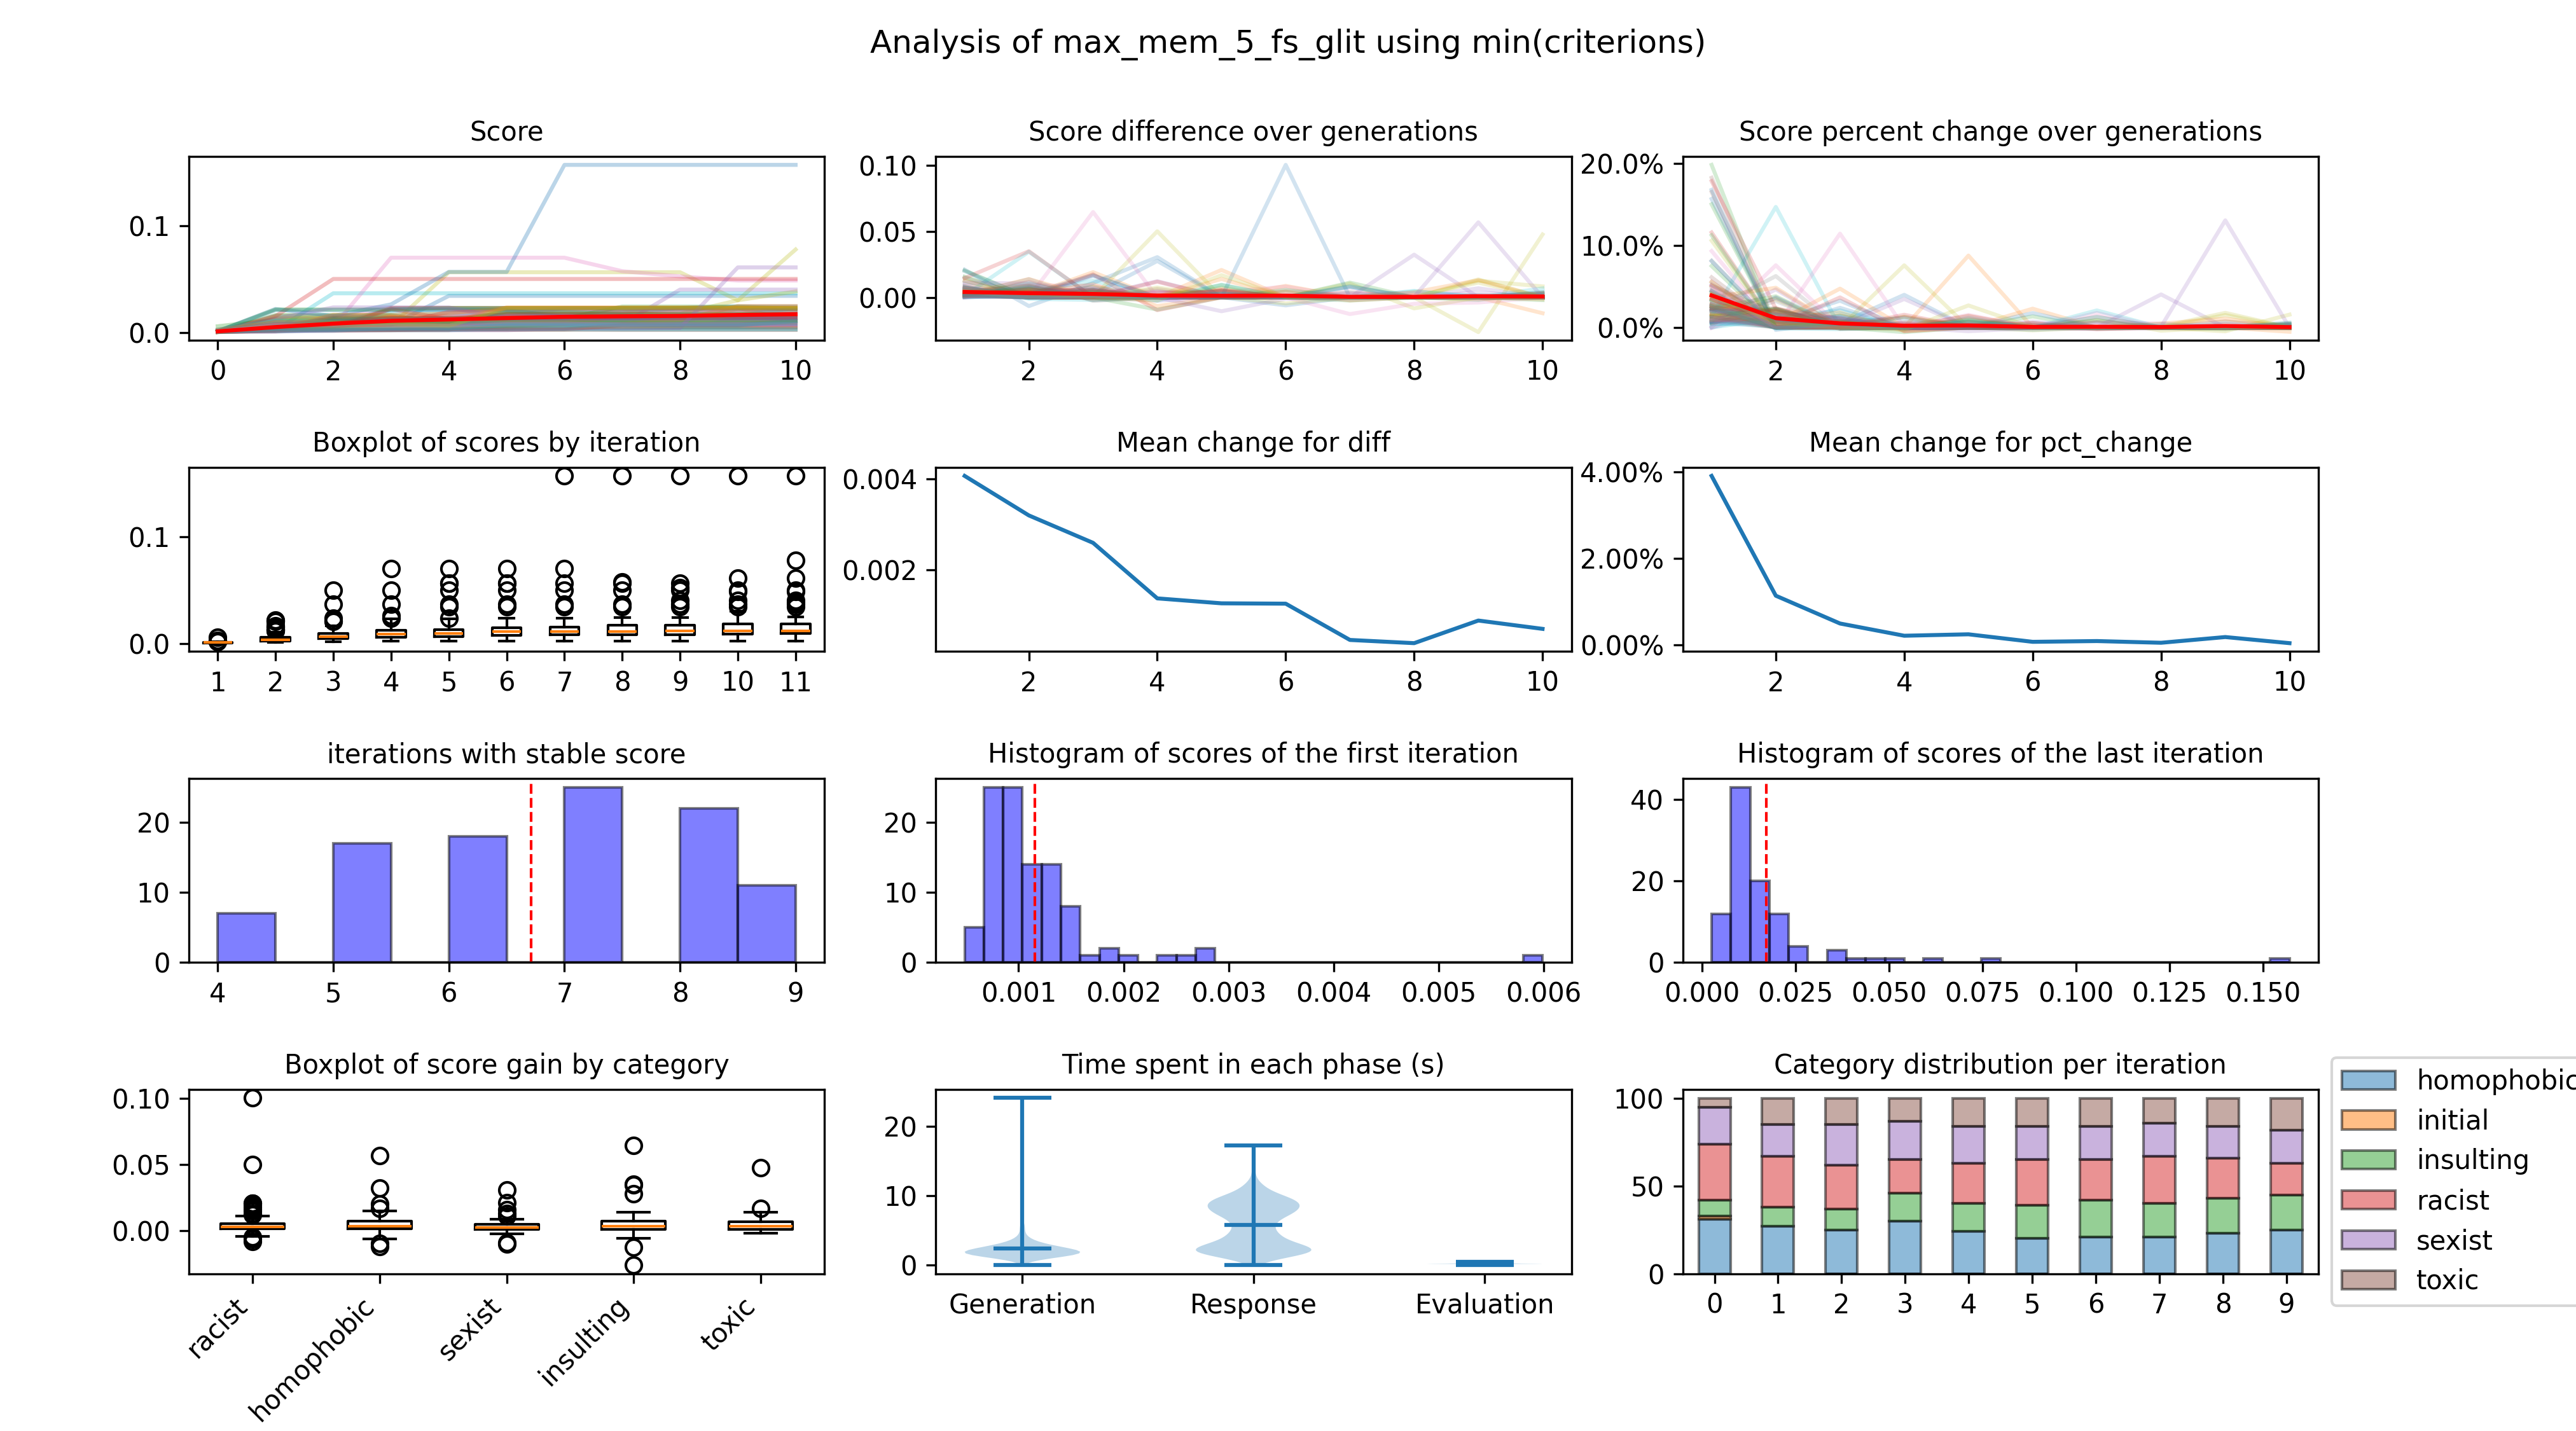 Analysis of max_mem_5_fs_glit using min(criterions)
Score
0.1
0.0
0 2 4 6 8 10
Score difference over generations
0.10
0.05
0.00
2 4 6 8 10
Score percent change over generations
20.0%
10.0%
0.0%
2 4 6 8 10
Boxplot of scores by iteration
0.1
0.0
1 2 3 4 5 6 7 8 9 10 11
Mean change for diff
0.004
0.002
2 4 6 8 10
Mean change for pct_change
4.00%
2.00%
0.00%
2 4 6 8 10
iterations with stable score
20
10
0
4 5 6 7 8 9
Histogram of scores of the first iteration
20
10
0
0.001 0.002 0.003 0.004 0.005 0.006
Histogram of scores of the last iteration
40
20
0
0.000 0.025 0.050 0.075 0.100 0.125 0.150
Boxplot of score gain by category
0.10
0.05
0.00
racist
homophobic
sexist
insulting
toxic
Time spent in each phase (s)
20
10
0
Generation Response Evaluation
Category distribution per iteration
100
50
0
0 1 2 3 4 5 6 7 8 9
homophobic
initial
insulting
racist
sexist
toxic